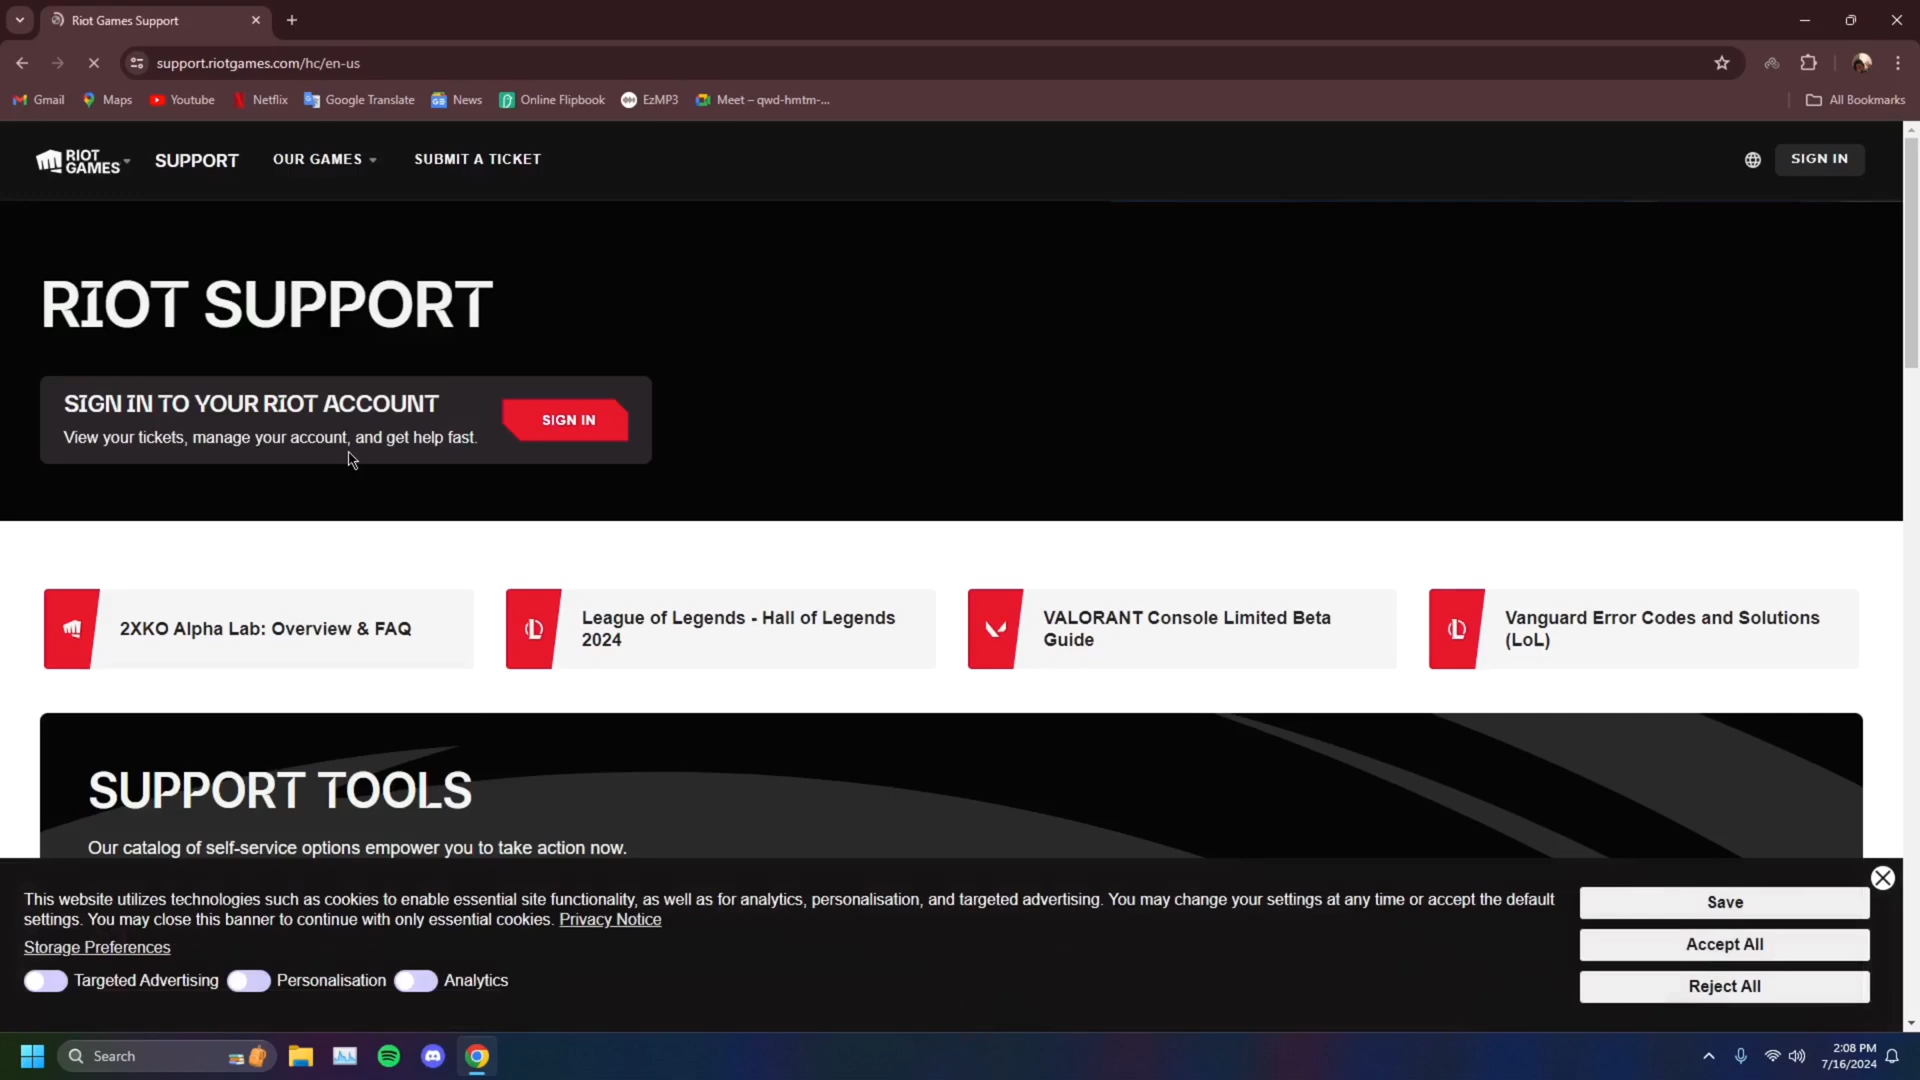 Riot Games Support
support.riotgames.com/hc/en-us
Gmail
Maps
Youtube
Netflix
Google Translate
News
Online Flipbook
EzMP3
Meet – qwd-hmtm-...
All Bookmarks
RIOT
GAMES
SUPPORT
OUR GAMES
SUBMIT A TICKET
SIGN IN
RIOT SUPPORT
SIGN IN TO YOUR RIOT ACCOUNT
View your tickets, manage your account, and get help fast.
SIGN IN
2XKO Alpha Lab: Overview & FAQ
League of Legends - Hall of Legends
2024
VALORANT Console Limited Beta
Guide
Vanguard Error Codes and Solutions
(LoL)
SUPPORT TOOLS
Our catalog of self-service options empower you to take action now.
This website utilizes technologies such as cookies to enable essential site functionality, as well as for analytics, personalisation, and targeted advertising. You may change your settings at any time or accept the default
settings. You may close this banner to continue with only essential cookies. Privacy Notice
Storage Preferences
Targeted Advertising
Personalisation
Analytics
Save
Accept All
Reject All
Search
2:08 PM
7/16/2024